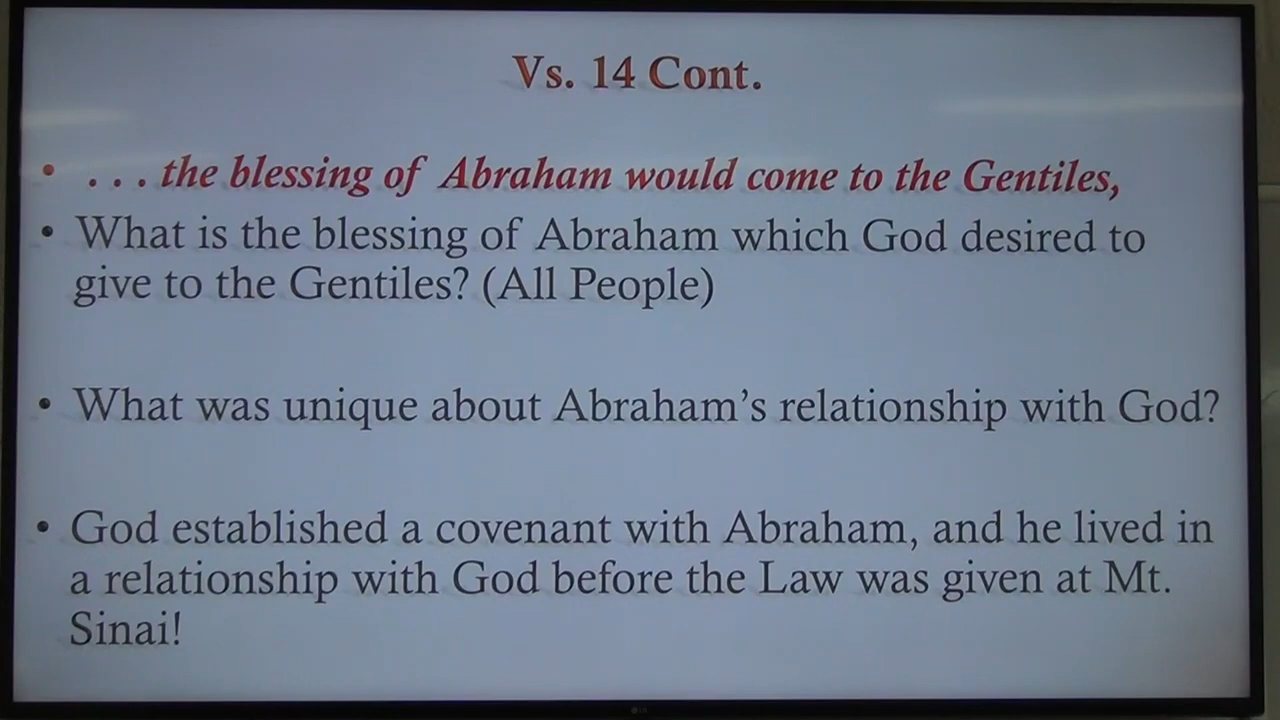 Vs. 14 Cont.
• . . . the blessing of Abraham would come to the Gentiles,
• What is the blessing of Abraham which God desired to
give to the Gentiles? (All People)
• What was unique about Abraham's relationship with God?
• God established a covenant with Abraham, and he lived in
a relationship with God before the Law was given at Mt.
Sinai!
LG